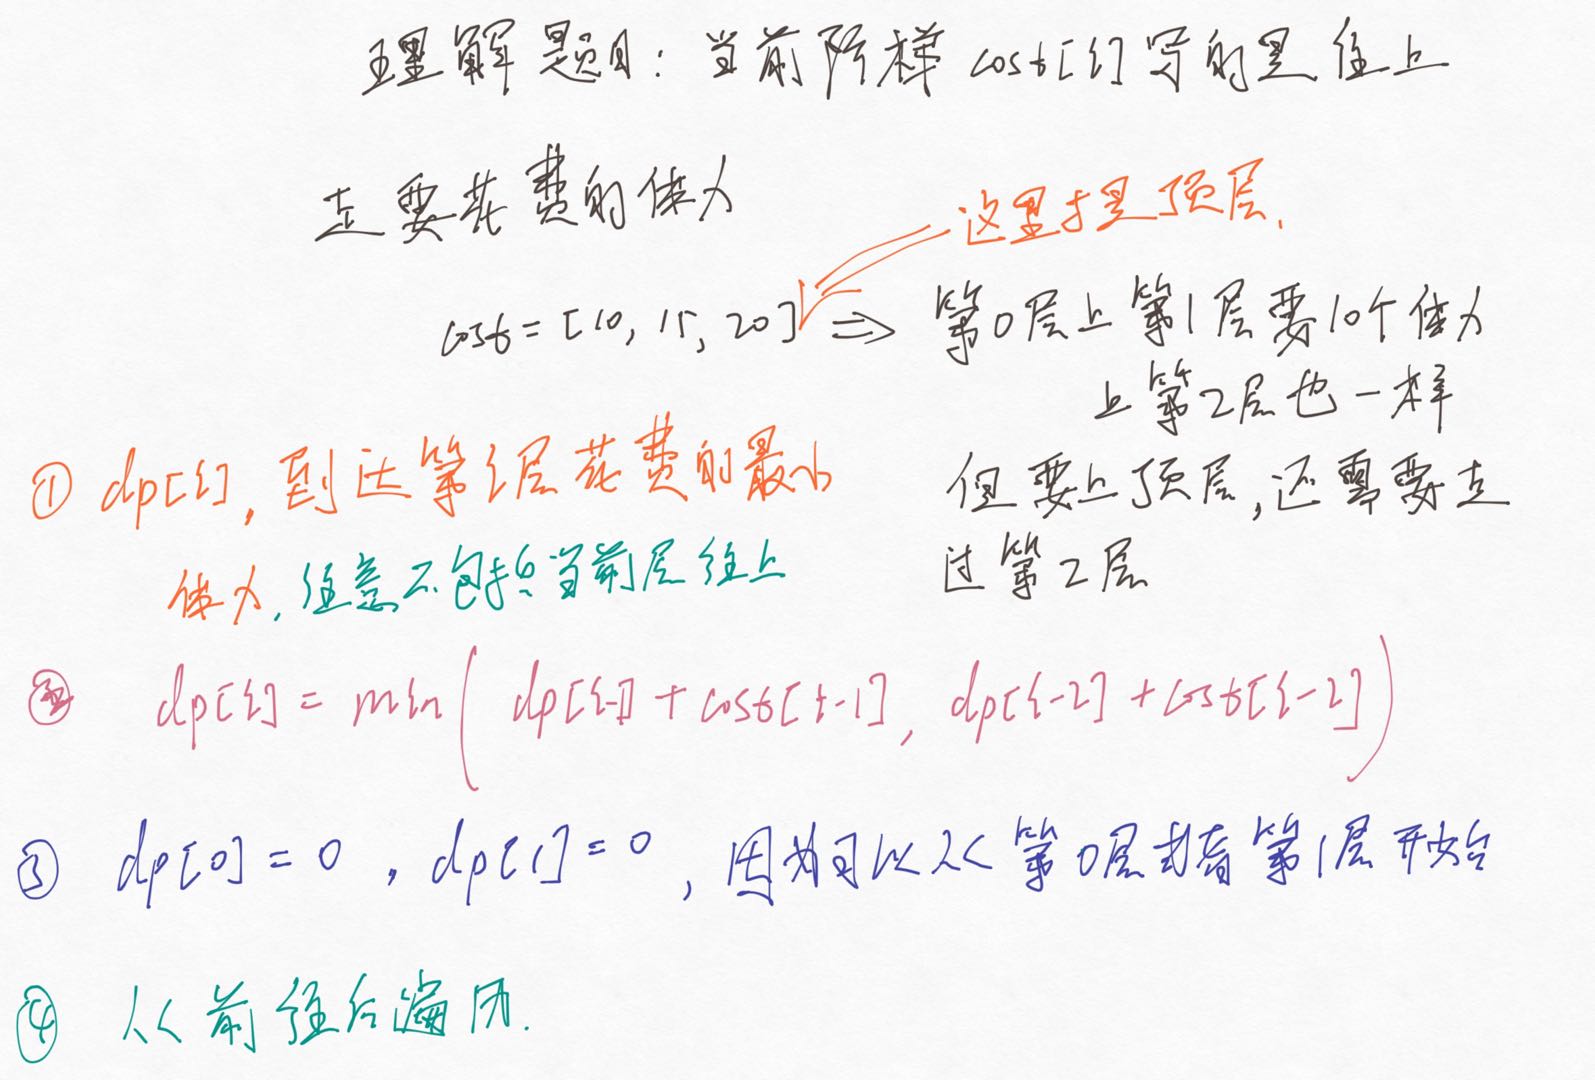 理解题目:当前阶梯cost[i]写的是往上
走要花费的体力
这里才是顶层.
cost = [10, 15, 20] ⇒ 第0层上第1层要10个体力
上第2层也一样
但要上顶层,还需要走
过第2层
① dp[i], 到达第i层花费的最小
体力, 注意不包括当前层往上
② dp[i] = min( dp[i-1] + cost[i-1], dp[i-2] + cost[i-2] )
③ dp[0] = 0 , dp[1] = 0 , 因为可以从第0层或者第1层开始
④ 从前往后遍历.